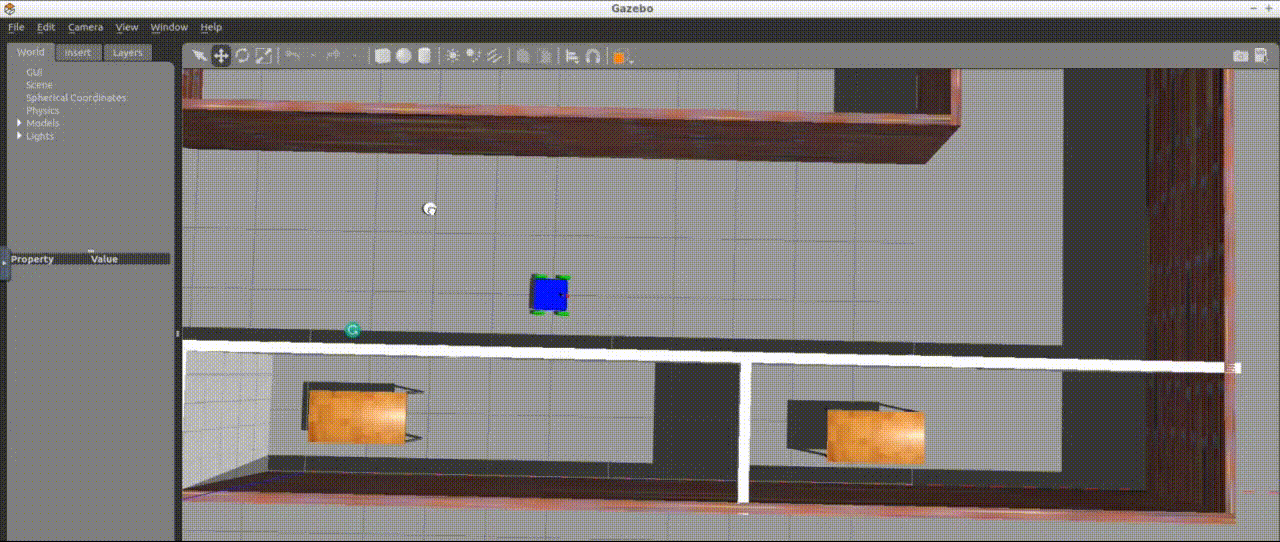 Gazebo
File Edit Camera View Window Help
World Insert Layers
GUI
Scene
Spherical Coordinates
Physics
Models
Lights
Property Value